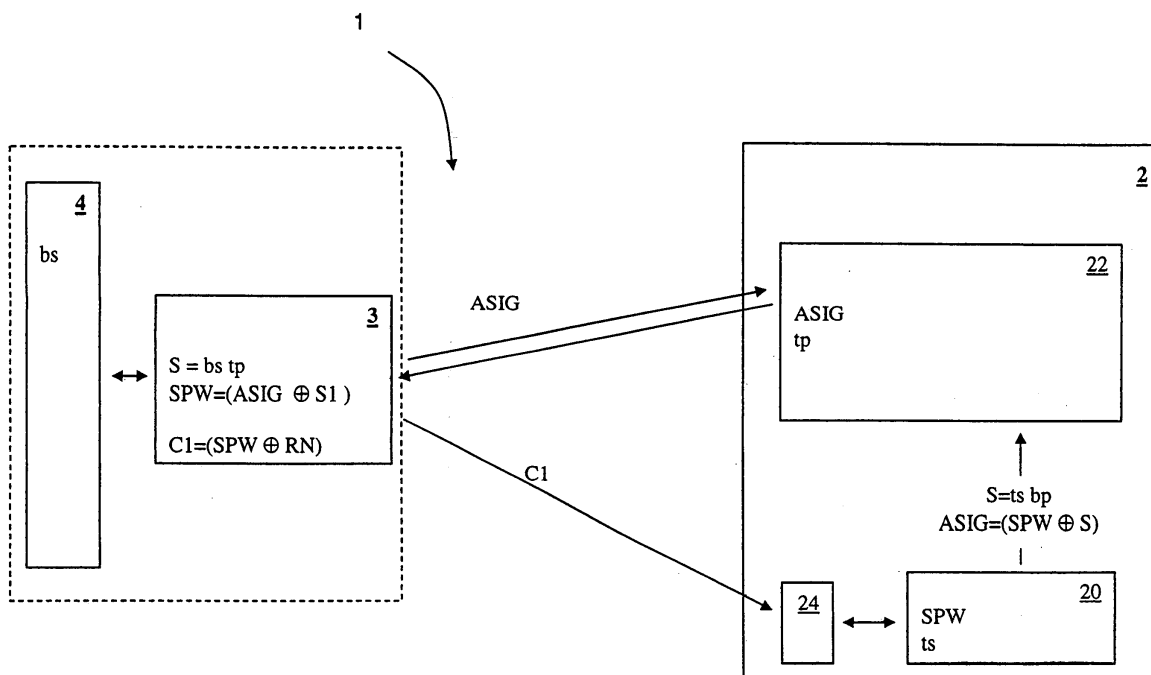 1
4
bs
3
S = bs tp
SPW=(ASIG ⊕ S1 )
C1=(SPW ⊕ RN)
ASIG
C1
2
22
ASIG
tp
S=ts bp
ASIG=(SPW ⊕ S)
24
20
SPW
ts